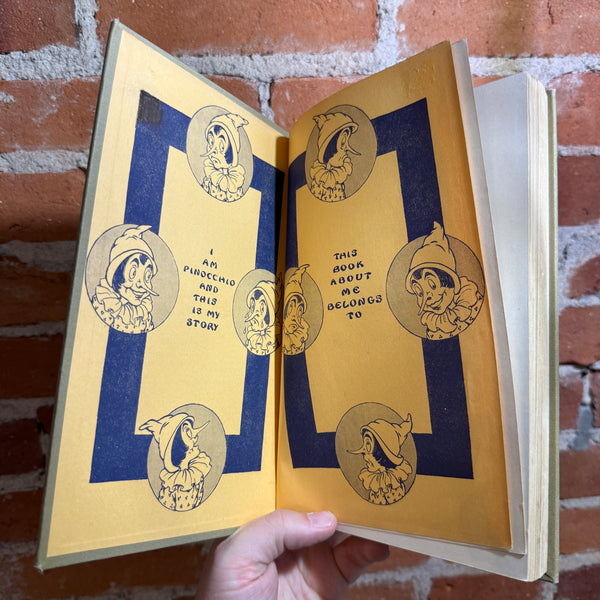 I
AM
PINOCCHIO
AND
THIS
IS MY
STORY
THIS
BOOK
ABOUT
ME
BELONGS
TO